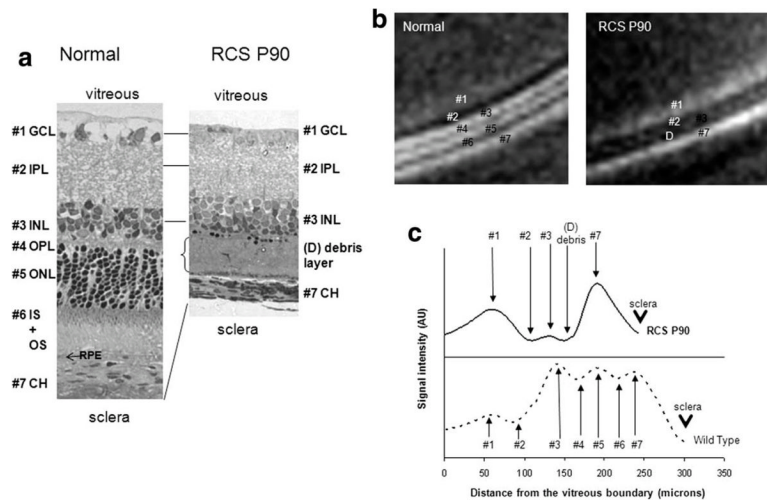 a
Normal
RCS P90
vitreous
vitreous
#1 GCL
#1 GCL
#2 IPL
#2 IPL
#3 INL
#3 INL
#4 OPL
(D) debris
layer
#5 ONL
#6 IS
+
OS
#7 CH
RPE
#7 CH
sclera
sclera
b
Normal
#1
#2
#3
#4
#5
#6
#7
RCS P90
#1
#2
#3
D
#7
c
#1
#2
#3
(D)
debris
#7
sclera
RCS P90
Signal intensity (AU)
sclera
#1
#2
#3
#4
#5
#6
#7
Wild Type
0
50
100
150
200
250
300
350
Distance from the vitreous boundary (microns)